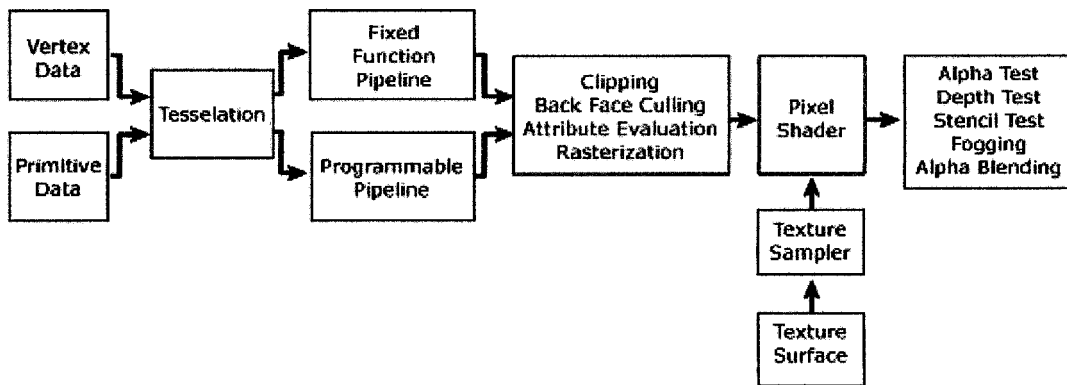 Vertex
Data
Primitive
Data
Tesselation
Fixed
Function
Pipeline
Programmable
Pipeline
Clipping
Back Face Culling
Attribute Evaluation
Rasterization
Pixel
Shader
Texture
Sampler
Texture
Surface
Alpha Test
Depth Test
Stencil Test
Fogging
Alpha Blending